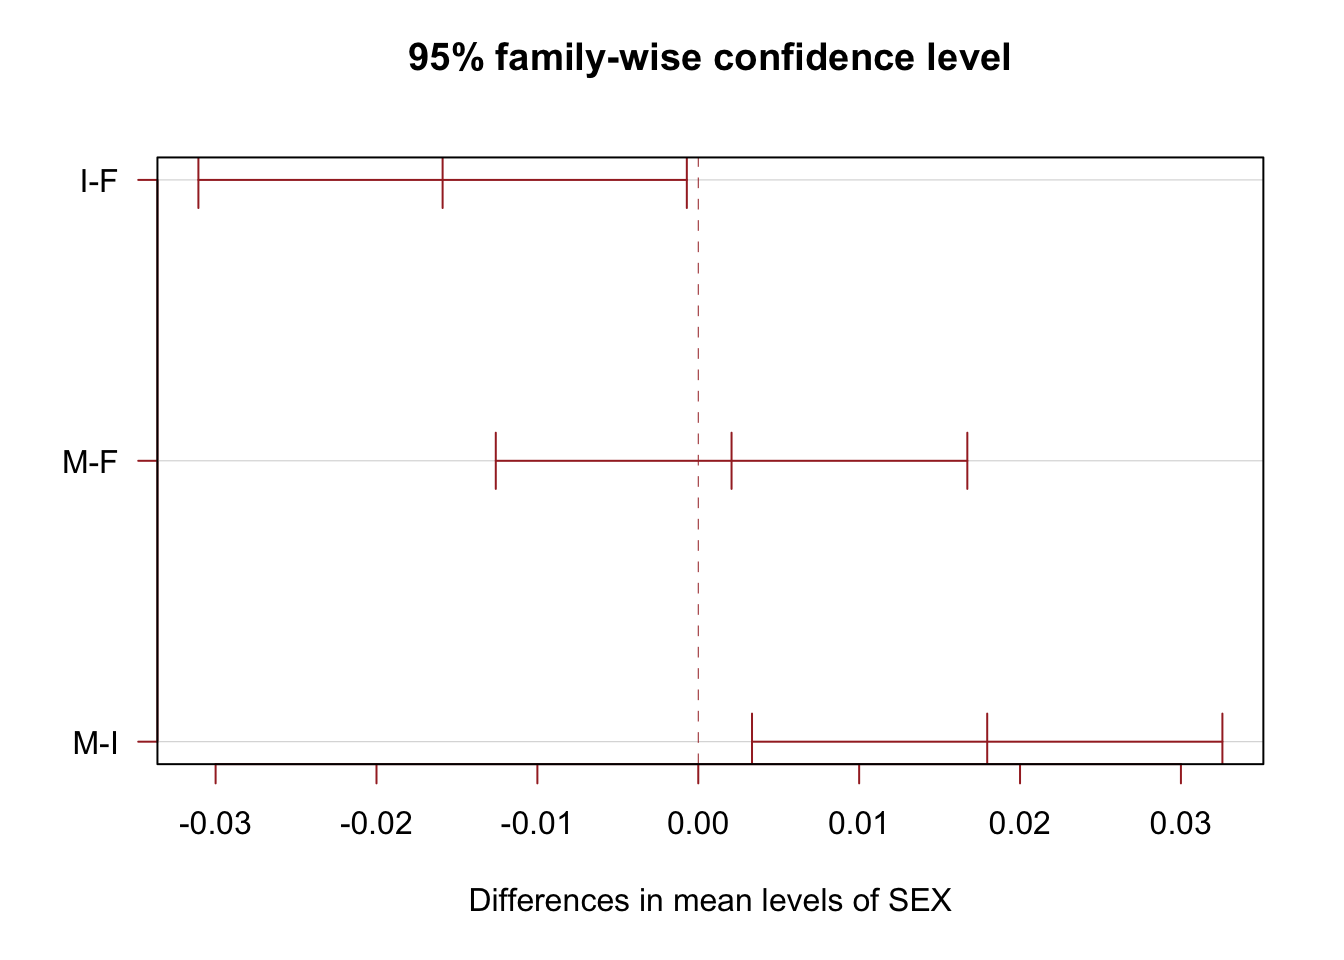 95% family-wise confidence level
I-F
M-F
M-I
-0.03 -0.02 -0.01 0.00 0.01 0.02 0.03
Differences in mean levels of SEX